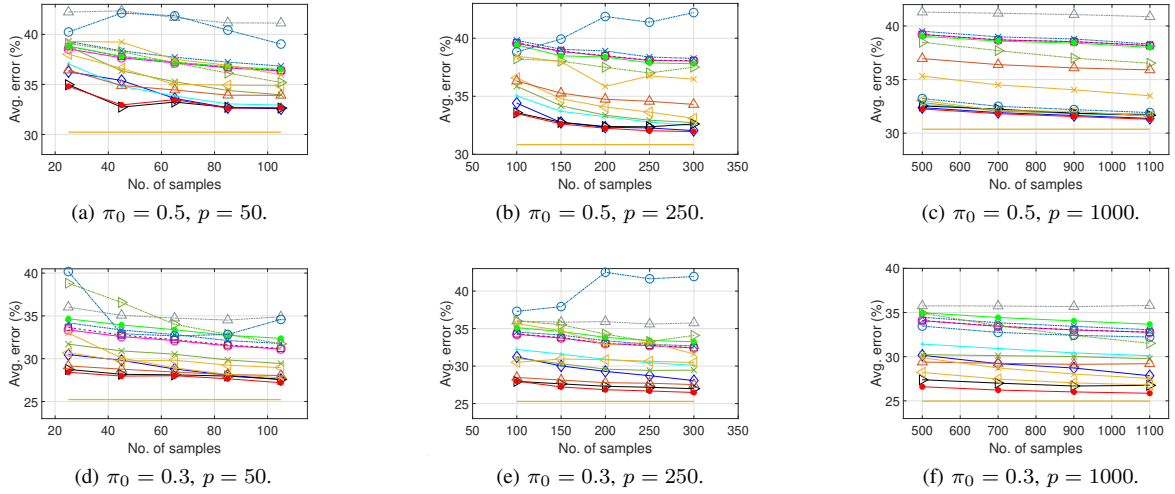 Avg. error (%)
40
35
30
20 40 60 80 100
No. of samples
(a) π₀ = 0.5, p = 50.
Avg. error (%)
40
35
30
50 100 150 200 250 300 350
No. of samples
(b) π₀ = 0.5, p = 250.
Avg. error (%)
40
35
30
500 600 700 800 900 1000 1100
No. of samples
(c) π₀ = 0.5, p = 1000.
Avg. error (%)
40
35
30
25
20 40 60 80 100
No. of samples
(d) π₀ = 0.3, p = 50.
Avg. error (%)
40
35
30
25
50 100 150 200 250 300 350
No. of samples
(e) π₀ = 0.3, p = 250.
Avg. error (%)
40
35
30
25
500 600 700 800 900 1000 1100
No. of samples
(f) π₀ = 0.3, p = 1000.